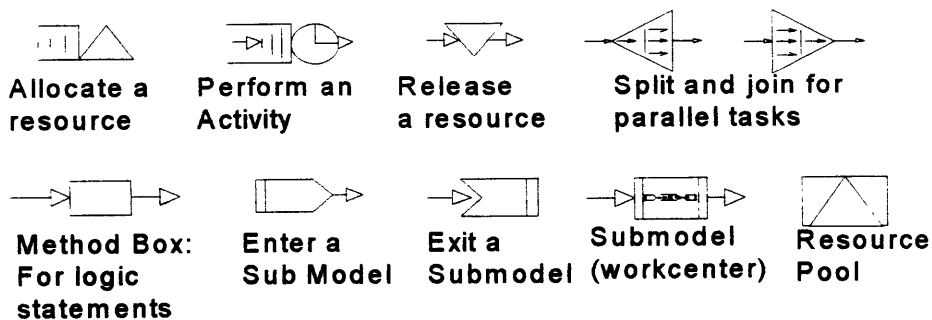 Allocate a
resource
Perform an
Activity
Release
a resource
Split and join for
parallel tasks
Method Box:
For logic
statements
Enter a
Sub Model
Exit a
Submodel
Submodel
(workcenter)
Resource
Pool